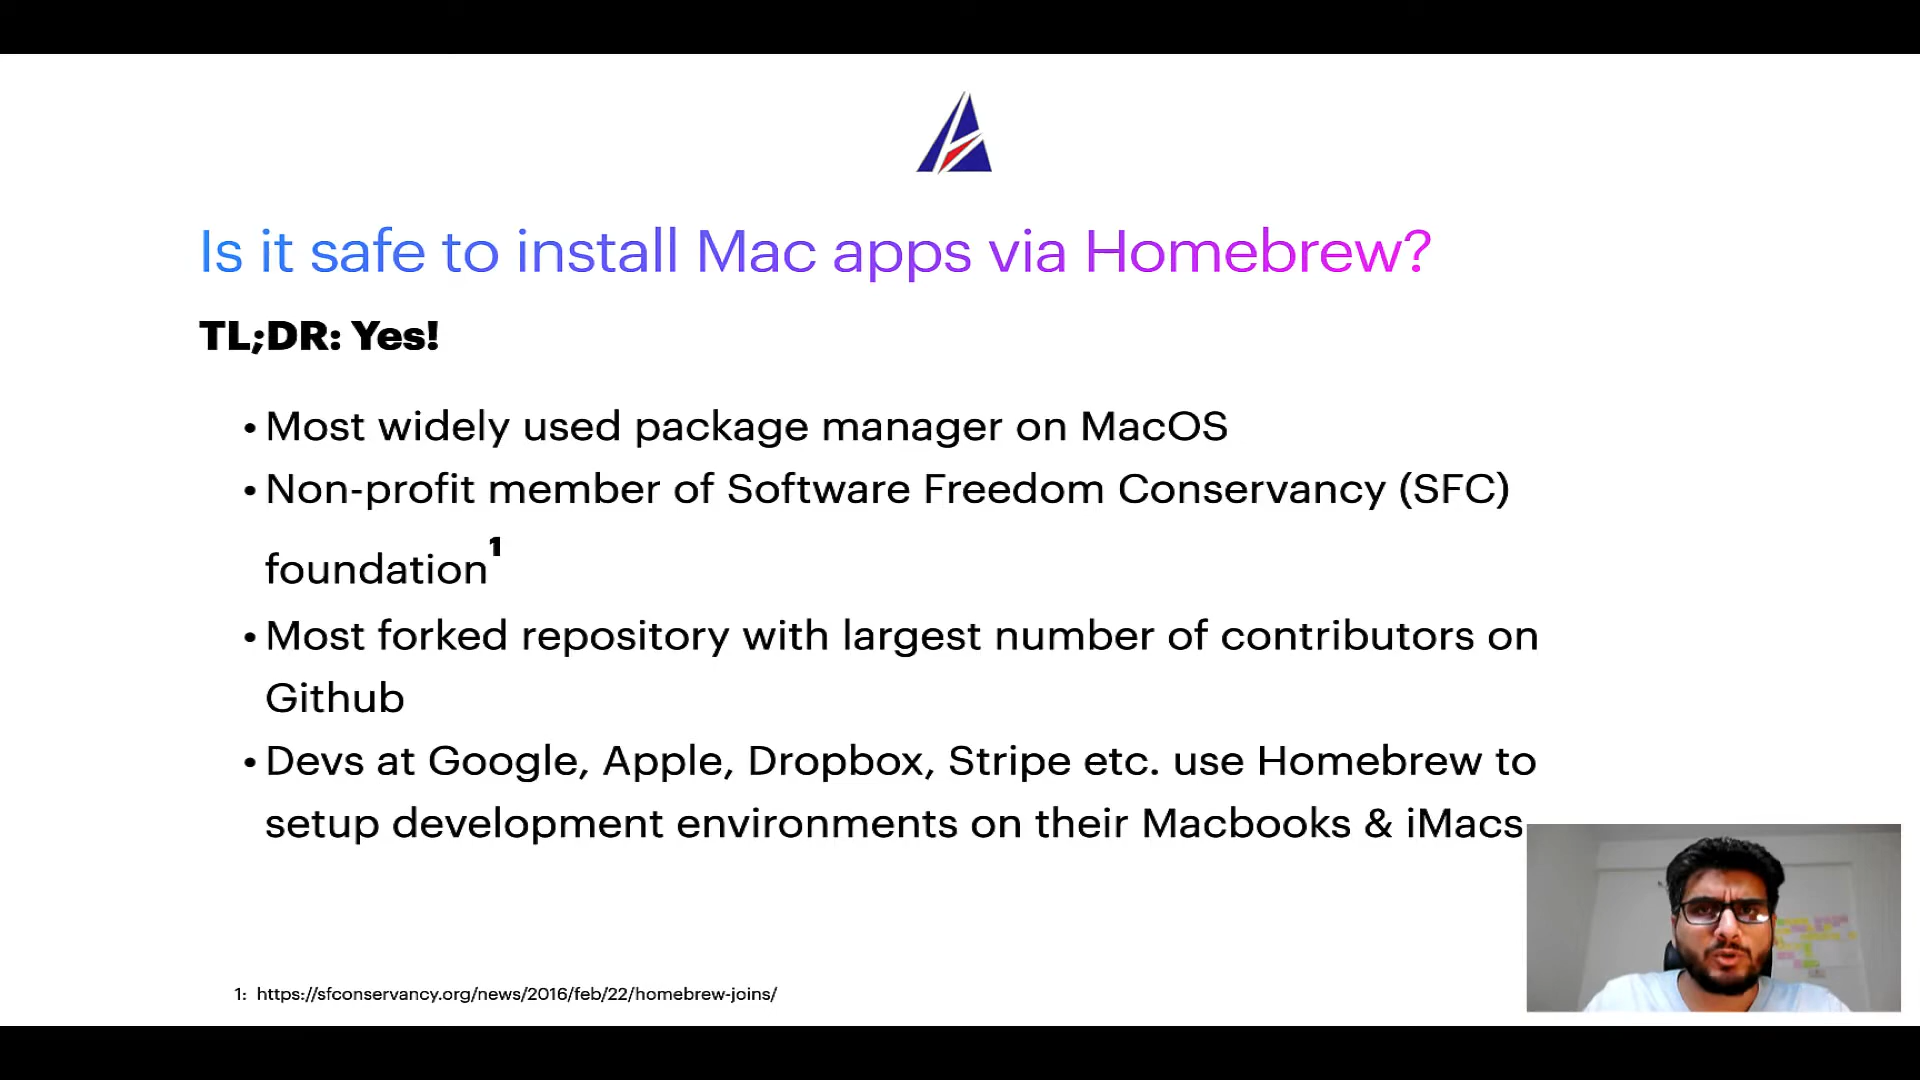 Is it safe to install Mac apps via Homebrew?
TL;DR: Yes!
• Most widely used package manager on MacOS
• Non-profit member of Software Freedom Conservancy (SFC)
foundation1
• Most forked repository with largest number of contributors on
Github
• Devs at Google, Apple, Dropbox, Stripe etc. use Homebrew to
setup development environments on their Macbooks & iMacs
1: https://sfconservancy.org/news/2016/feb/22/homebrew-joins/